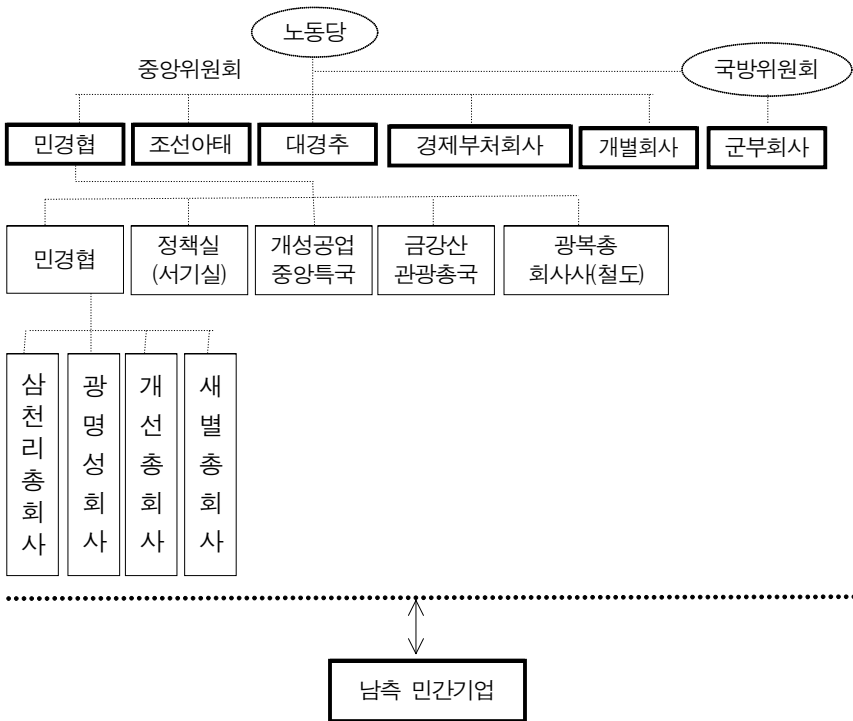 노동당
중앙위원회
국방위원회
민경협
조선아태
대경추
경제부처회사
개별회사
군부회사
민경협
정책실
(서기실)
개성공업
중앙특국
금강산
관광총국
광복총
회사사(철도)
삼천리총회사
광명성회사
개선총회사
새별총회사
남측 민간기업